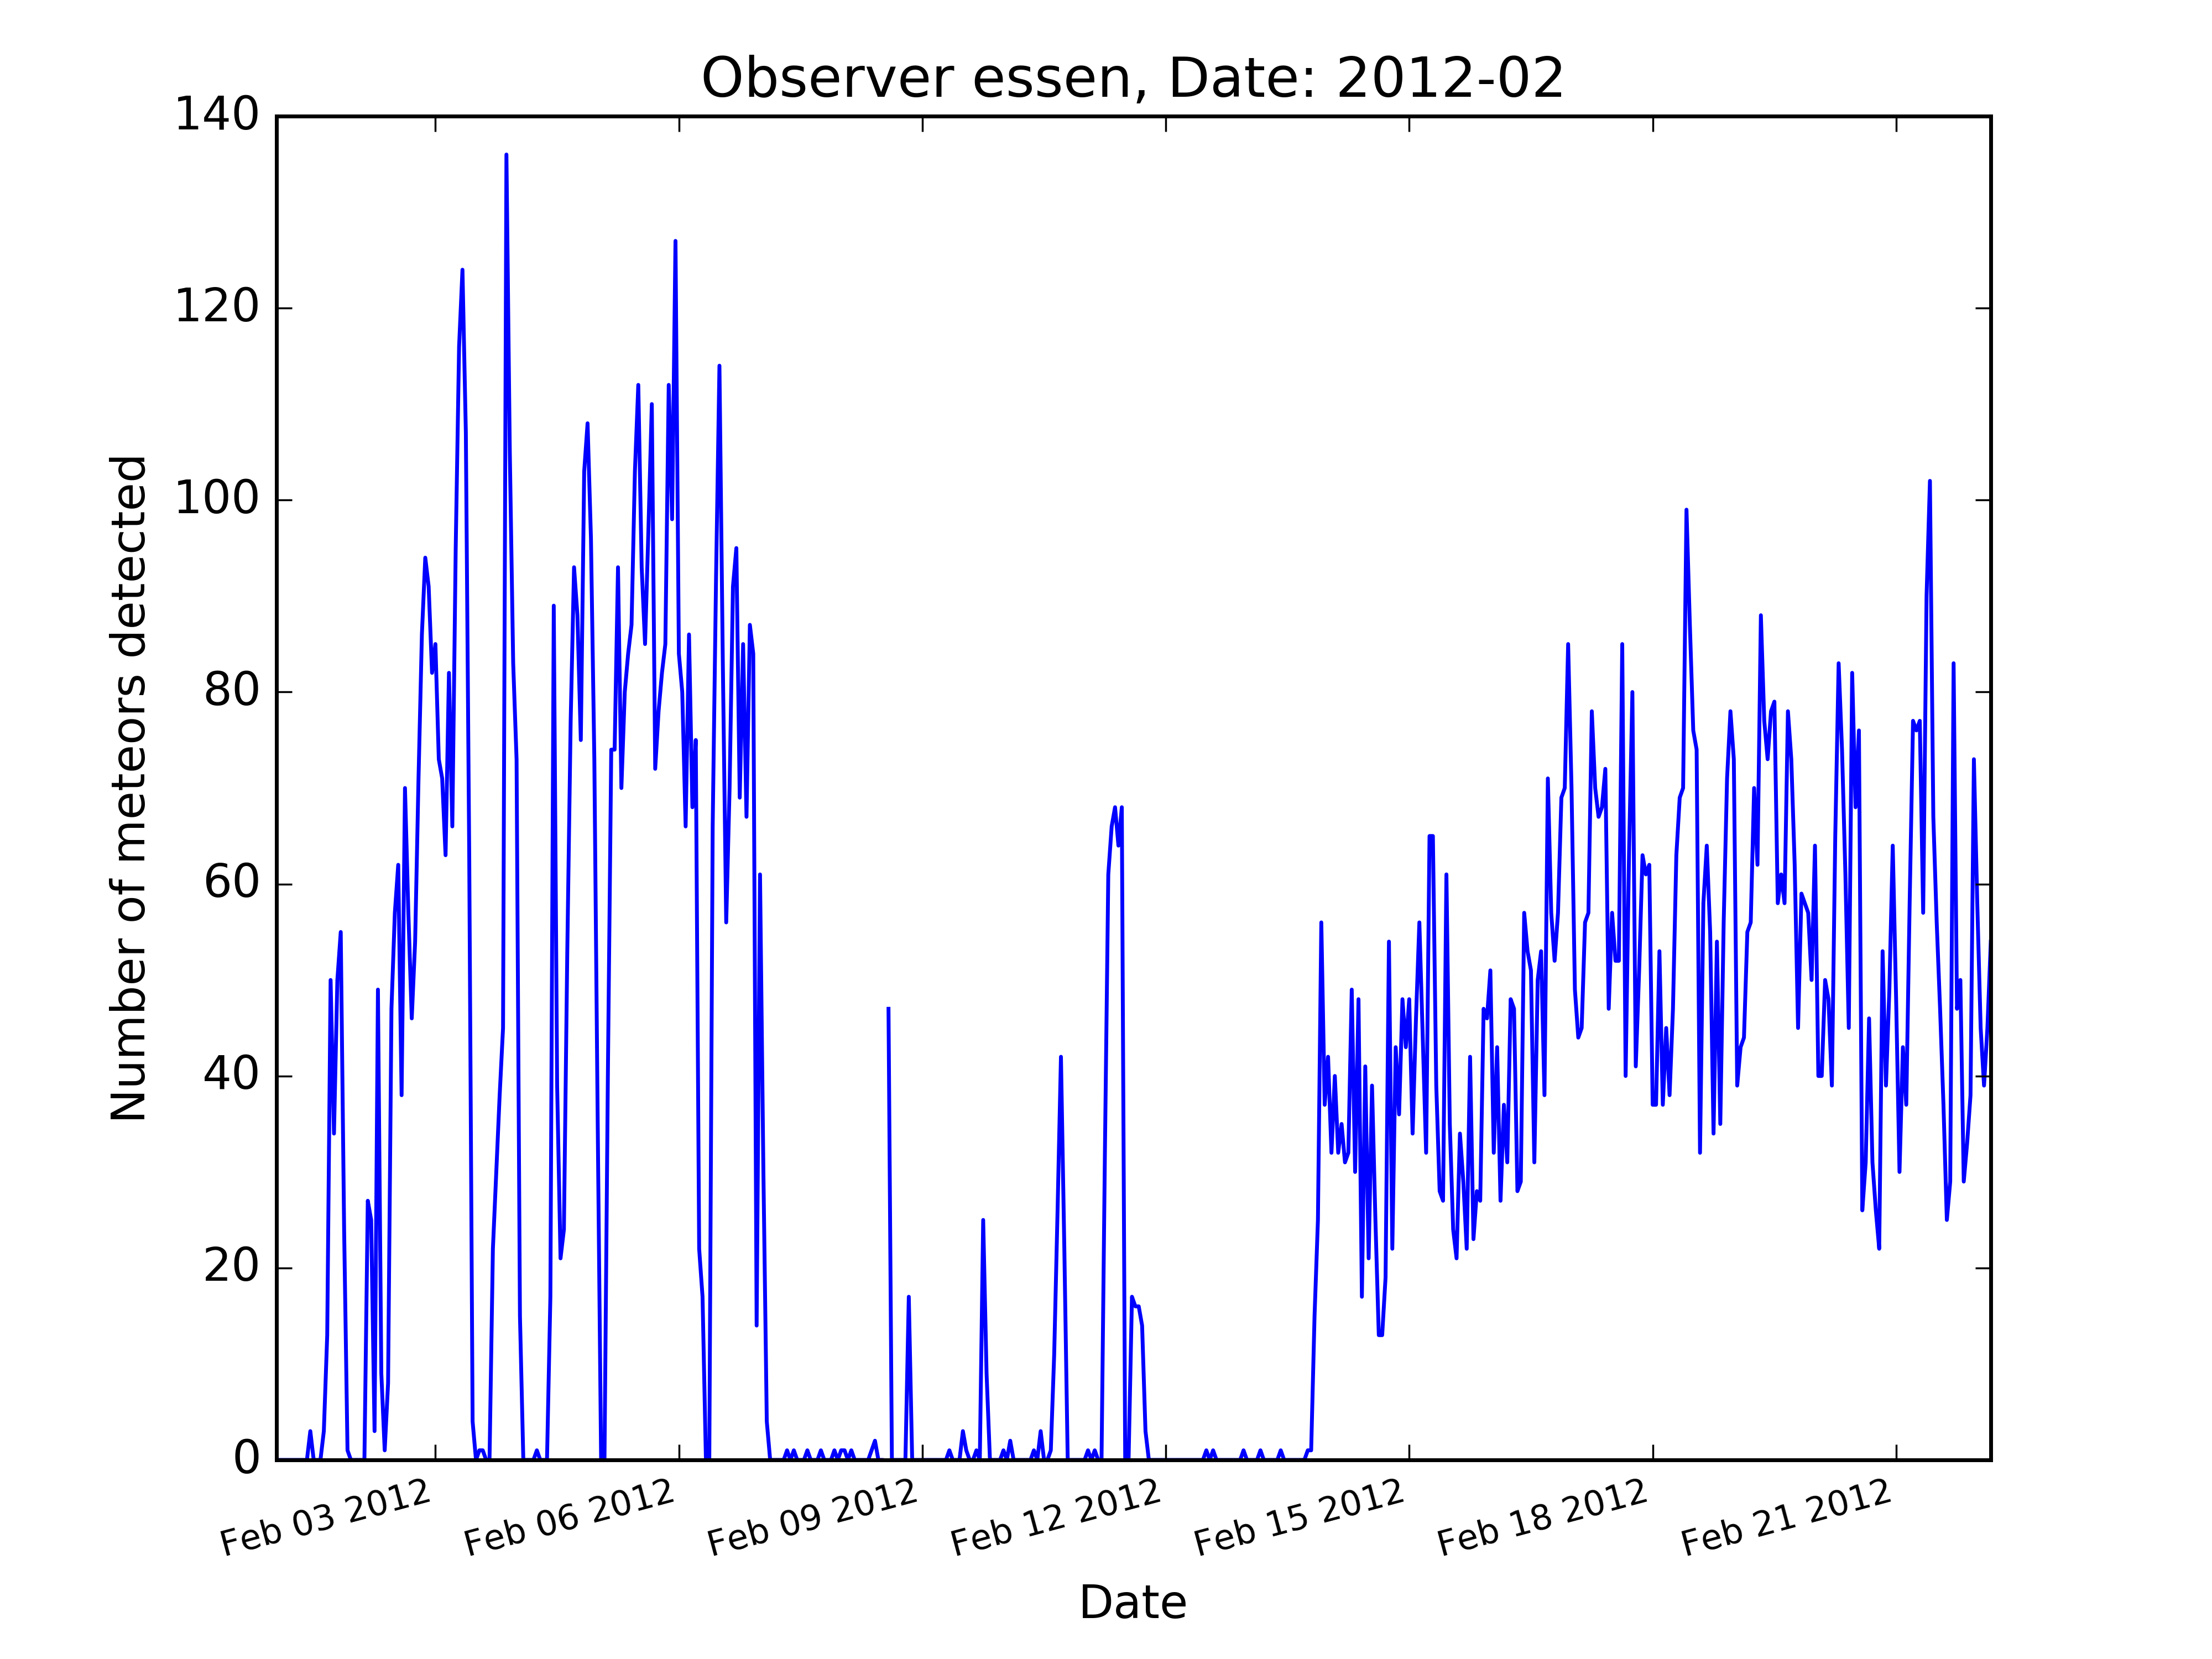 Observer essen, Date: 2012-02
140
120
100
80
60
40
20
0
Number of meteors detected
Feb 03 2012
Feb 06 2012
Feb 09 2012
Feb 12 2012
Feb 15 2012
Feb 18 2012
Feb 21 2012
Date